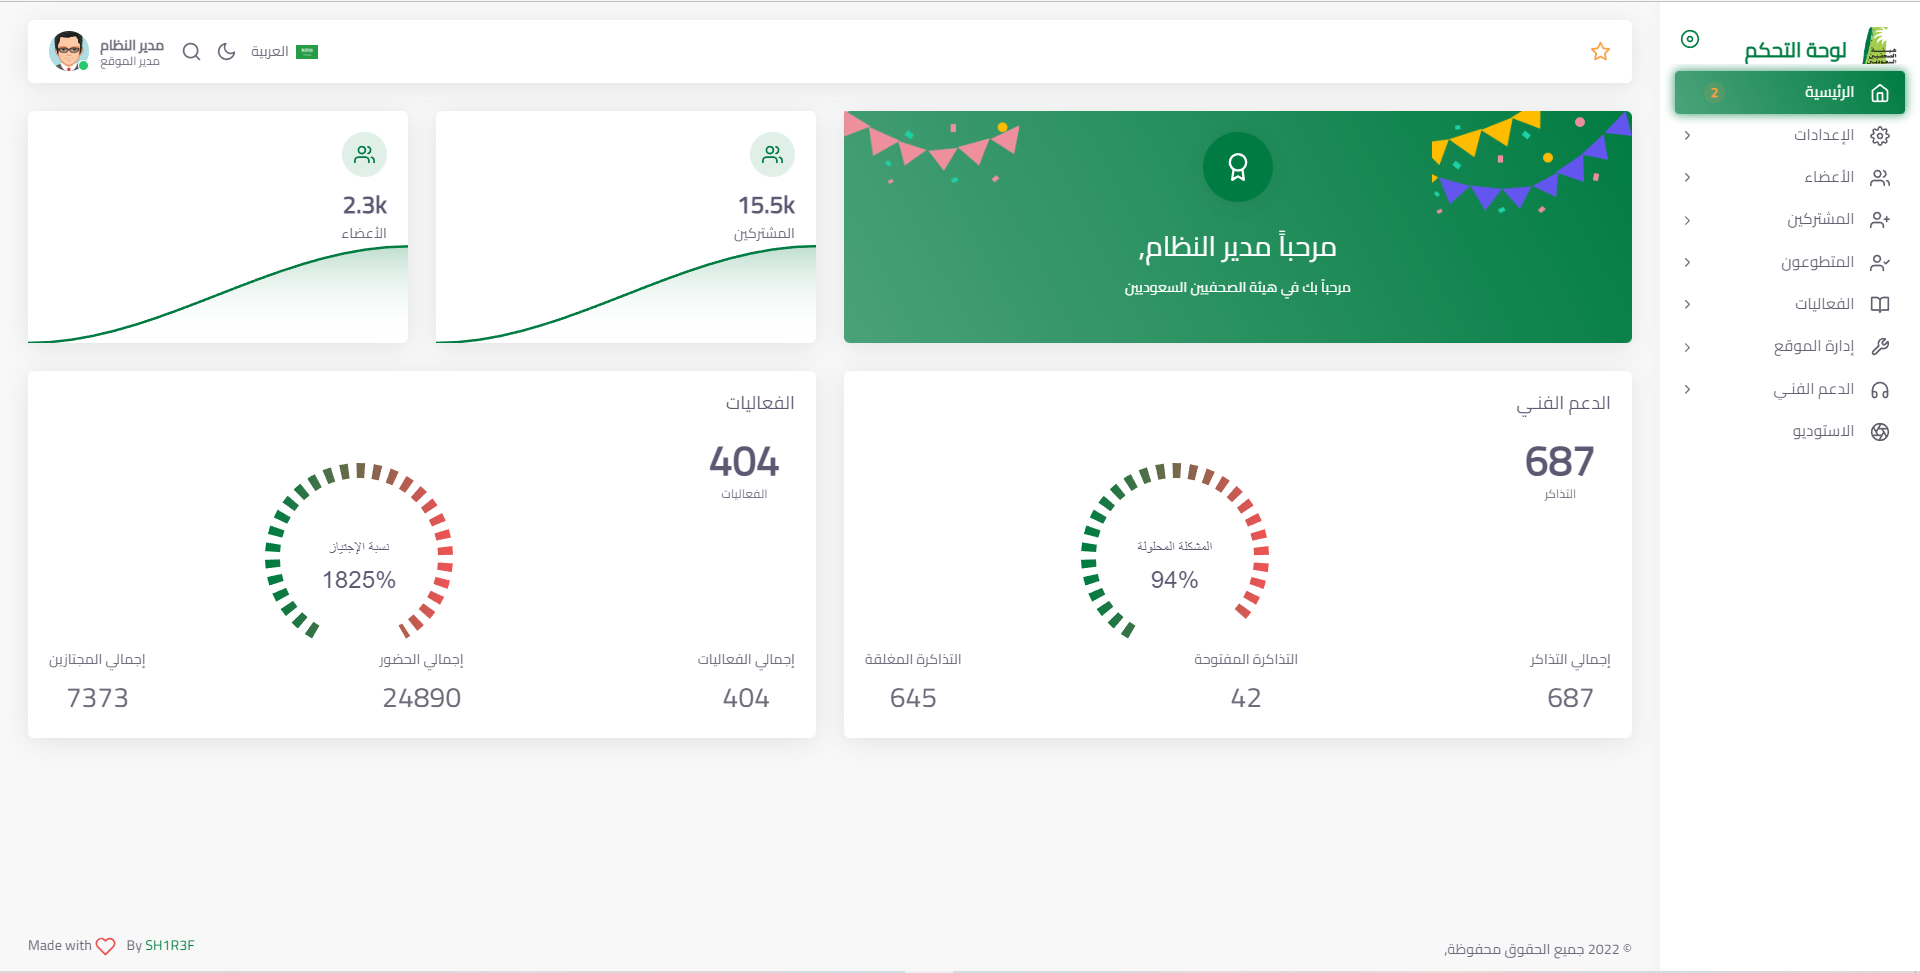 لوحة التحكم
الرئيسية 2
الإعدادات
الأعضاء
المشتركين
المتطوعون
الفعاليات
إدارة الموقع
الدعم الفنـي
الاستوديو
العربية
مدير النظام
مدير الموقع
مرحباً مدير النظام,
مرحباً بك في هيئة الصحفيين السعوديين
15.5k
المشتركين
2.3k
الأعضاء
الدعم الفنـي
687
التذاكر
المشكلة المحلولة
94%
إجمالي التذاكر
687
التذاكرة المفتوحة
42
التذاكرة المغلقة
645
الفعاليات
404
الفعاليات
نسبة الإجتياز
1825%
إجمالي الفعاليات
404
إجمالي الحضور
24890
إجمالي المجتازين
7373
© 2022 جميع الحقوق محفوظة,
Made with By SH1R3F